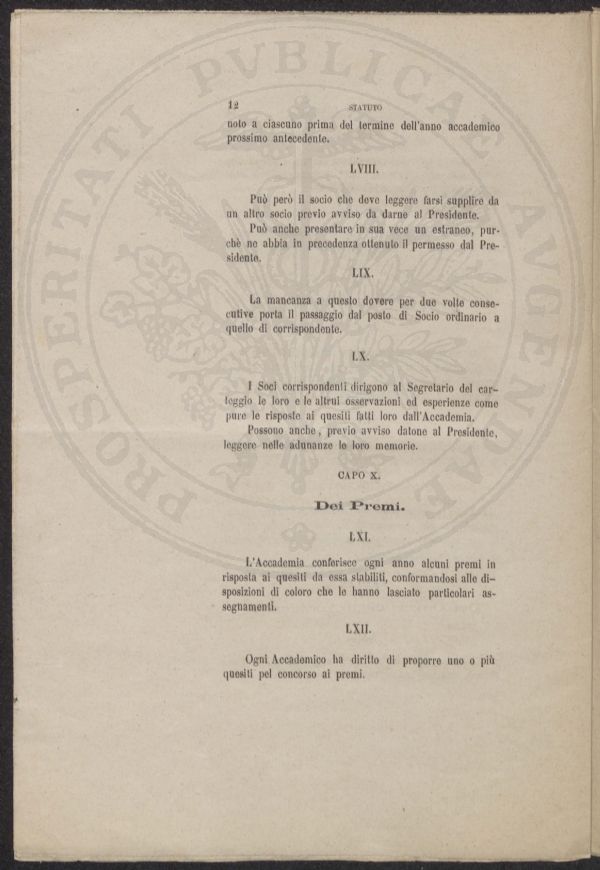 12 STATUTO
noto a ciascuno prima del termine dell'anno accademico
prossimo antecedente.
LVIII.
Può però il socio che deve leggere farsi supplire da
un altro socio previo avviso da darne al Presidente.
Può anche presentare in sua vece un estraneo, pur-
chè ne abbia in precedenza ottenuto il permesso dal Pre-
sidente.
LIX.
La mancanza a questo dovere per due volte conse-
cutive porta il passaggio dal posto di Socio ordinario a
quello di corrispondente.
LX.
I Soci corrispondenti dirigono al Segretario del car-
teggio le loro e le altrui osservazioni ed esperienze come
pure le risposte ai quesiti fatti loro dall'Accademia.
Possono anche, previo avviso datone al Presidente,
leggere nelle adunanze le loro memorie.
CAPO X.
Dei Premi.
LXI.
L'Accademia conferisce ogni anno alcuni premi in
risposta ai quesiti da essa stabiliti, conformandosi alle di-
sposizioni di coloro che le hanno lasciato particolari as-
segnamenti.
LXII.
Ogni Accademico ha diritto di proporre uno o più
quesiti pel concorso ai premi.
PROSPERITATI PVBLICAE AVGENDAE